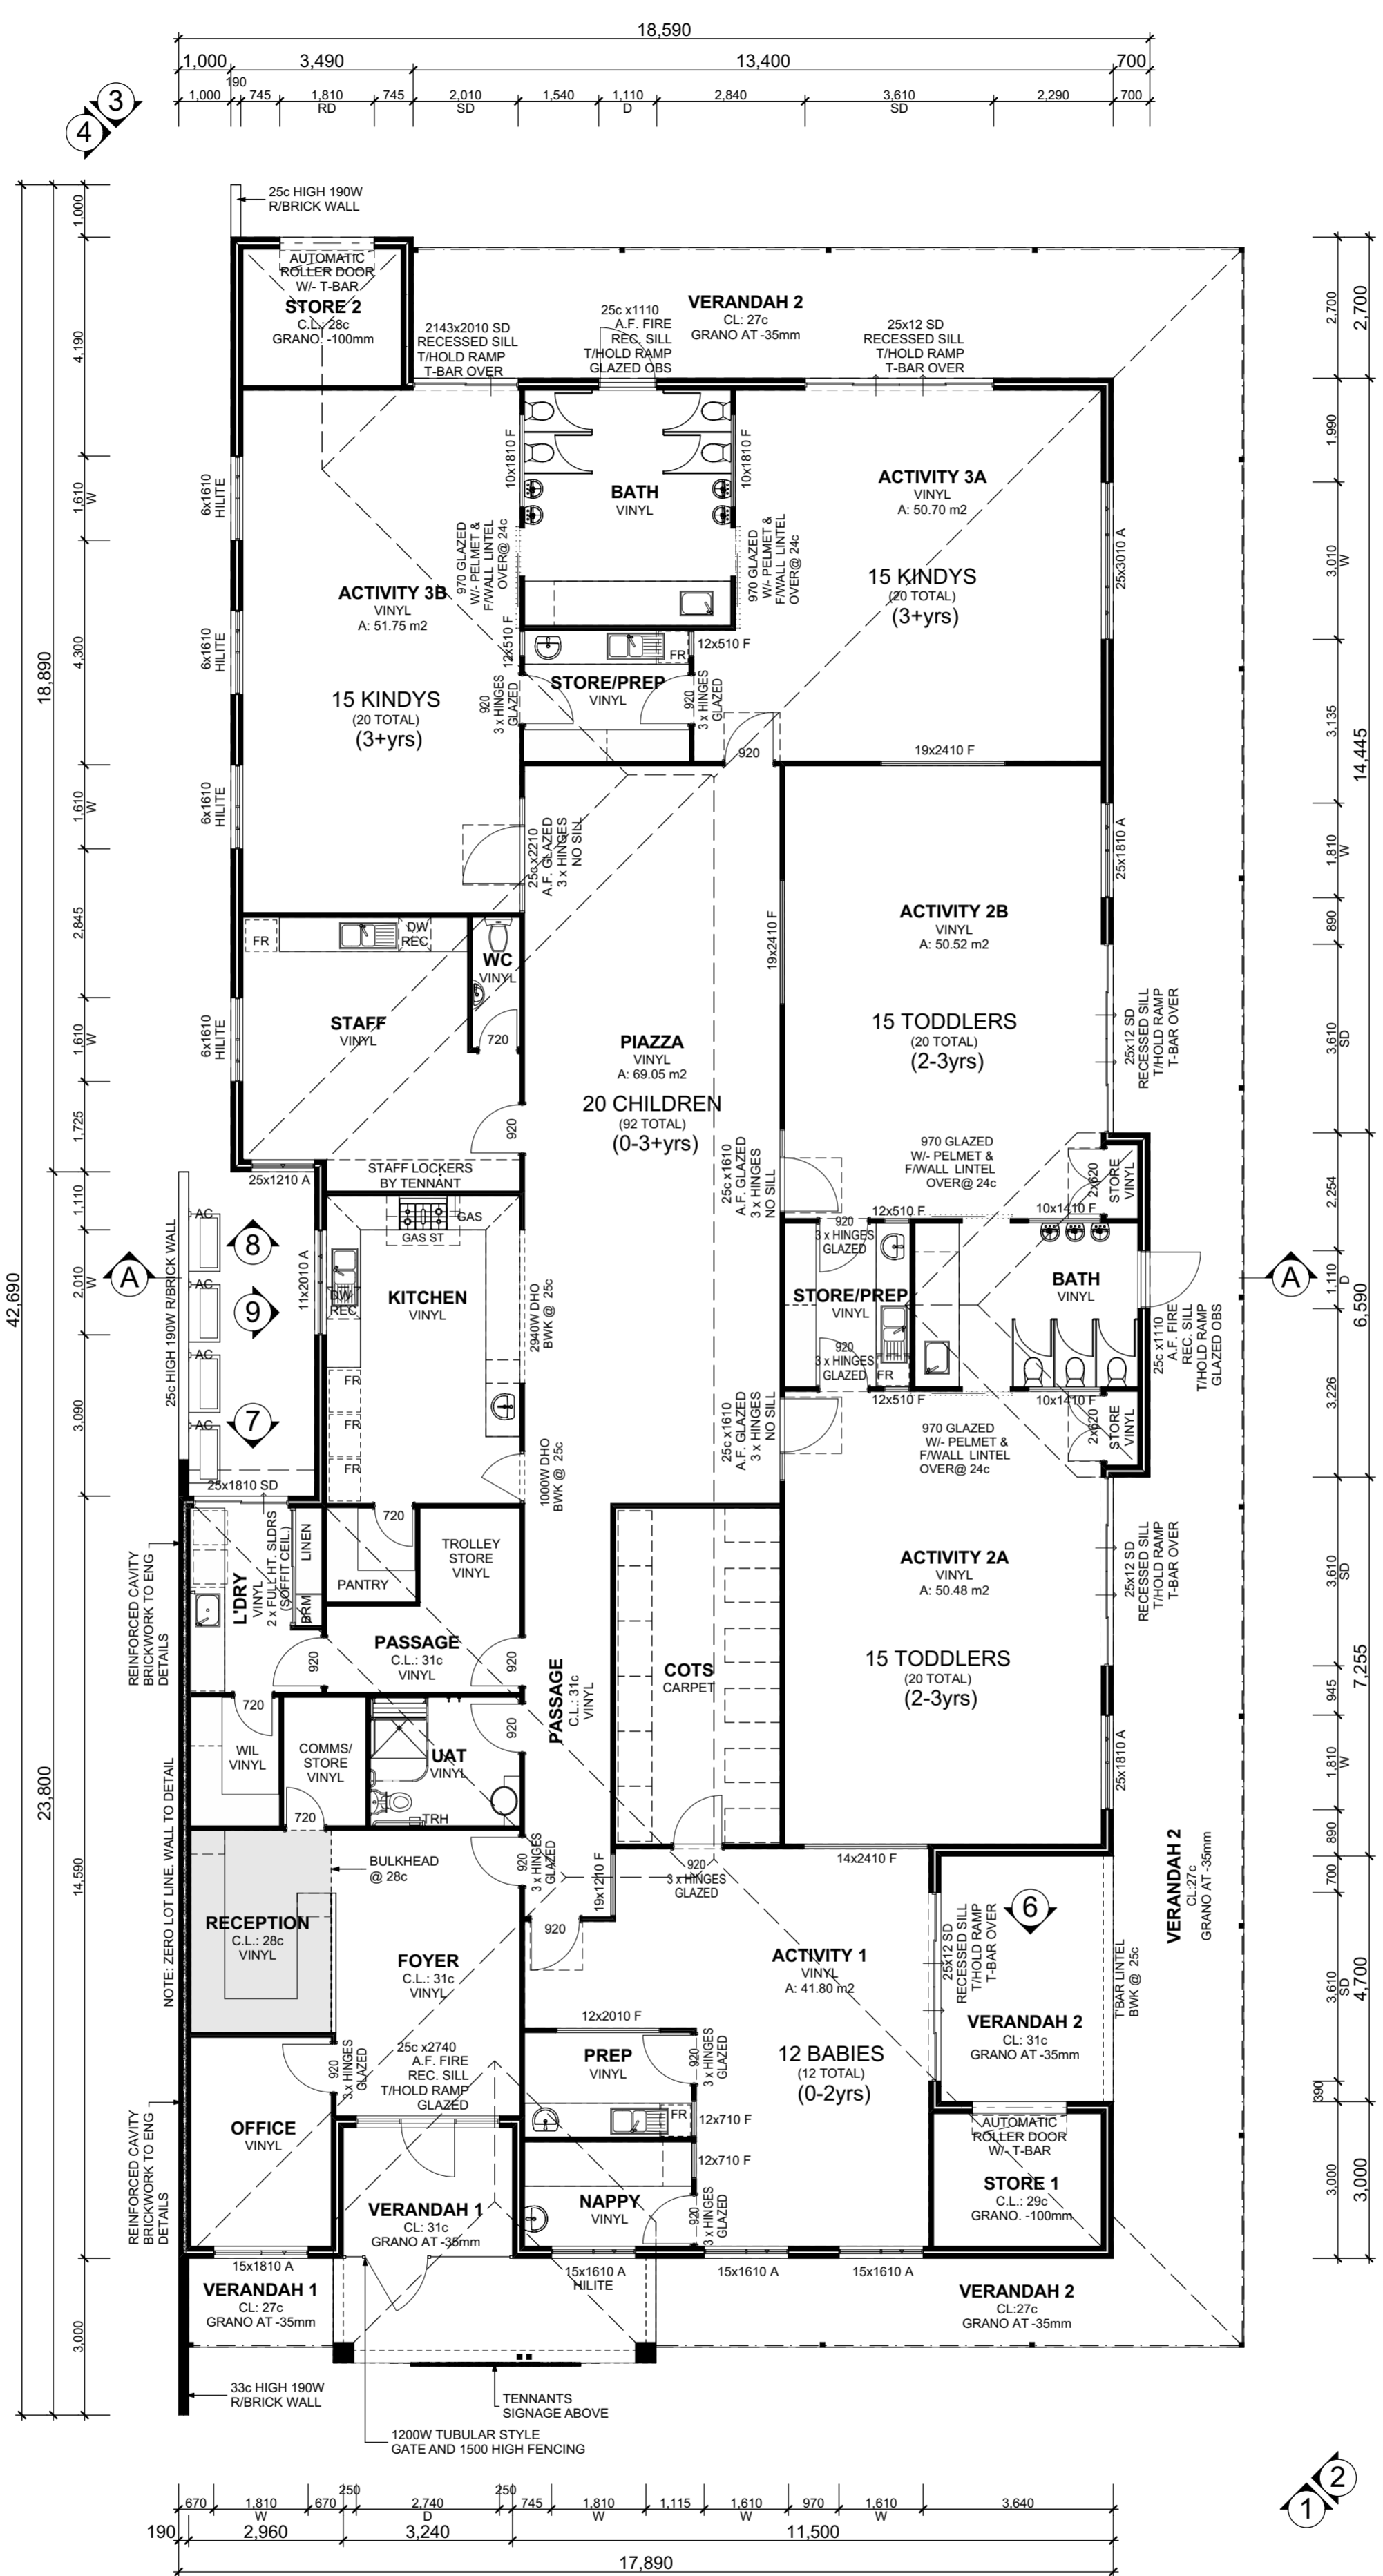 18,590
1,000
3,490
13,400
700
190
1,000
745
1,810
RD
745
2,010
SD
1,540
1,110
D
2,840
3,610
SD
2,290
700
3
4
25c HIGH 190W
R/BRICK WALL
AUTOMATIC
ROLLER DOOR
W/- T-BAR
STORE 2
C.L.: 28c
GRANO. -100mm
VERANDAH 2
CL: 27c
GRANO AT -35mm
2143x2010 SD
RECESSED SILL
T/HOLD RAMP
T-BAR OVER
25c x1110
A.F. FIRE
REC. SILL
T/HOLD RAMP
GLAZED OBS
25x12 SD
RECESSED SILL
T/HOLD RAMP
T-BAR OVER
10x1810 F
10x1810 F
BATH
VINYL
ACTIVITY 3A
VINYL
A: 50.70 m2
15 KINDYS
(20 TOTAL)
(3+yrs)
25x3010 A
6x1610
HILITE
6x1610
HILITE
6x1610
HILITE
6x1610
HILITE
970 GLAZED
W/- PELMET &
F/WALL LINTEL
OVER@ 24c
970 GLAZED
W/- PELMET &
F/WALL LINTEL
OVER@ 24c
ACTIVITY 3B
VINYL
A: 51.75 m2
15 KINDYS
(20 TOTAL)
(3+yrs)
12x510 F
12x510 F
FR
STORE/PREP
VINYL
920
3 x HINGES
GLAZED
920
3 x HINGES
GLAZED
920
19x2410 F
25c x2210
A.F. GLAZED
3 x HINGES
NO SILL
25x1810 A
ACTIVITY 2B
VINYL
A: 50.52 m2
15 TODDLERS
(20 TOTAL)
(2-3yrs)
19x2410 F
FR
DW
REC
WC
VINYL
720
STAFF
VINYL
920
STAFF LOCKERS
BY TENNANT
25x1210 A
PIAZZA
VINYL
A: 69.05 m2
20 CHILDREN
(92 TOTAL)
(0-3+yrs)
25x12 SD
RECESSED SILL
T/HOLD RAMP
T-BAR OVER
25c x1610
A.F. GLAZED
3 x HINGES
NO SILL
970 GLAZED
W/- PELMET &
F/WALL LINTEL
OVER@ 24c
2x620
STORE
VINYL
12x510 F
10x1410 F
920
3 x HINGES
GLAZED
STORE/PREP
VINYL
920
3 x HINGES
GLAZED
FR
12x510 F
BATH
VINYL
10x1410 F
25c x1110
A.F. FIRE
REC. SILL
T/HOLD RAMP
GLAZED OBS
2x620
STORE
VINYL
A
A
8
9
7
AC
AC
AC
AC
25c HIGH 190W R/BRICK WALL
11x2010 A
GAS
GAS ST
DW
REC
KITCHEN
VINYL
FR
FR
FR
2940W DHO
BWK @ 25c
1000W DHO
BWK @ 25c
25c x1610
A.F. GLAZED
3 x HINGES
NO SILL
970 GLAZED
W/- PELMET &
F/WALL LINTEL
OVER@ 24c
25x1810 SD
L'DRY
VINYL
2 x FULL HT. SLDRS
(SOFFIT CEIL.)
LINEN
BRM
720
PANTRY
TROLLEY
STORE
VINYL
PASSAGE
C.L.: 31c
VINYL
920
920
PASSAGE
C.L.: 31c
VINYL
COTS
CARPET
ACTIVITY 2A
VINYL
A: 50.48 m2
15 TODDLERS
(20 TOTAL)
(2-3yrs)
25x12 SD
RECESSED SILL
T/HOLD RAMP
T-BAR OVER
25x1810 A
REINFORCED CAVITY
BRICKWORK TO ENG
DETAILS
720
WIL
VINYL
COMMS/
STORE
VINYL
720
UAT
VINYL
TRH
920
NOTE: ZERO LOT LINE. WALL TO DETAIL
BULKHEAD
@ 28c
RECEPTION
C.L.: 28c
VINYL
FOYER
C.L.: 31c
VINYL
920
3 x HINGES
GLAZED
19x1210 F
920
920
3 x HINGES
GLAZED
14x2410 F
ACTIVITY 1
VINYL
A: 41.80 m2
12 BABIES
(12 TOTAL)
(0-2yrs)
25x12 SD
RECESSED SILL
T/HOLD RAMP
T-BAR OVER
6
VERANDAH 2
CL: 31c
GRANO AT -35mm
T'BAR LINTEL
BWK @ 25c
VERANDAH 2
CL:27c
GRANO AT -35mm
12x2010 F
PREP
VINYL
920
3 x HINGES
GLAZED
FR
12x710 F
12x710 F
NAPPY
VINYL
920
3 x HINGES
GLAZED
25c x2740
A.F. FIRE
REC. SILL
T/HOLD RAMP
GLAZED
920
3 x HINGES
GLAZED
OFFICE
VINYL
REINFORCED CAVITY
BRICKWORK TO ENG
DETAILS
VERANDAH 1
CL: 31c
GRANO AT -35mm
AUTOMATIC
ROLLER DOOR
W/- T-BAR
STORE 1
C.L.: 29c
GRANO. -100mm
15x1810 A
15x1610 A
HILITE
15x1610 A
15x1610 A
VERANDAH 1
CL: 27c
GRANO AT -35mm
VERANDAH 2
CL:27c
GRANO AT -35mm
33c HIGH 190W
R/BRICK WALL
TENNANTS
SIGNAGE ABOVE
1200W TUBULAR STYLE
GATE AND 1500 HIGH FENCING
42,690
18,890
23,800
1,000
4,190
1,610
W
4,300
1,610
W
2,845
1,610
W
1,725
1,110
2,010
W
3,090
14,590
3,000
2,700
1,990
3,010
W
3,135
1,810
W
890
3,610
SD
2,254
1,110
D
3,226
3,610
SD
945
1,810
W
890
700
3,610
SD
390
3,000
2,700
14,445
6,590
7,255
4,700
3,000
2
1
250
250
670
1,810
W
670
2,740
D
745
1,810
W
1,115
1,610
W
970
1,610
W
3,640
190
2,960
3,240
11,500
17,890